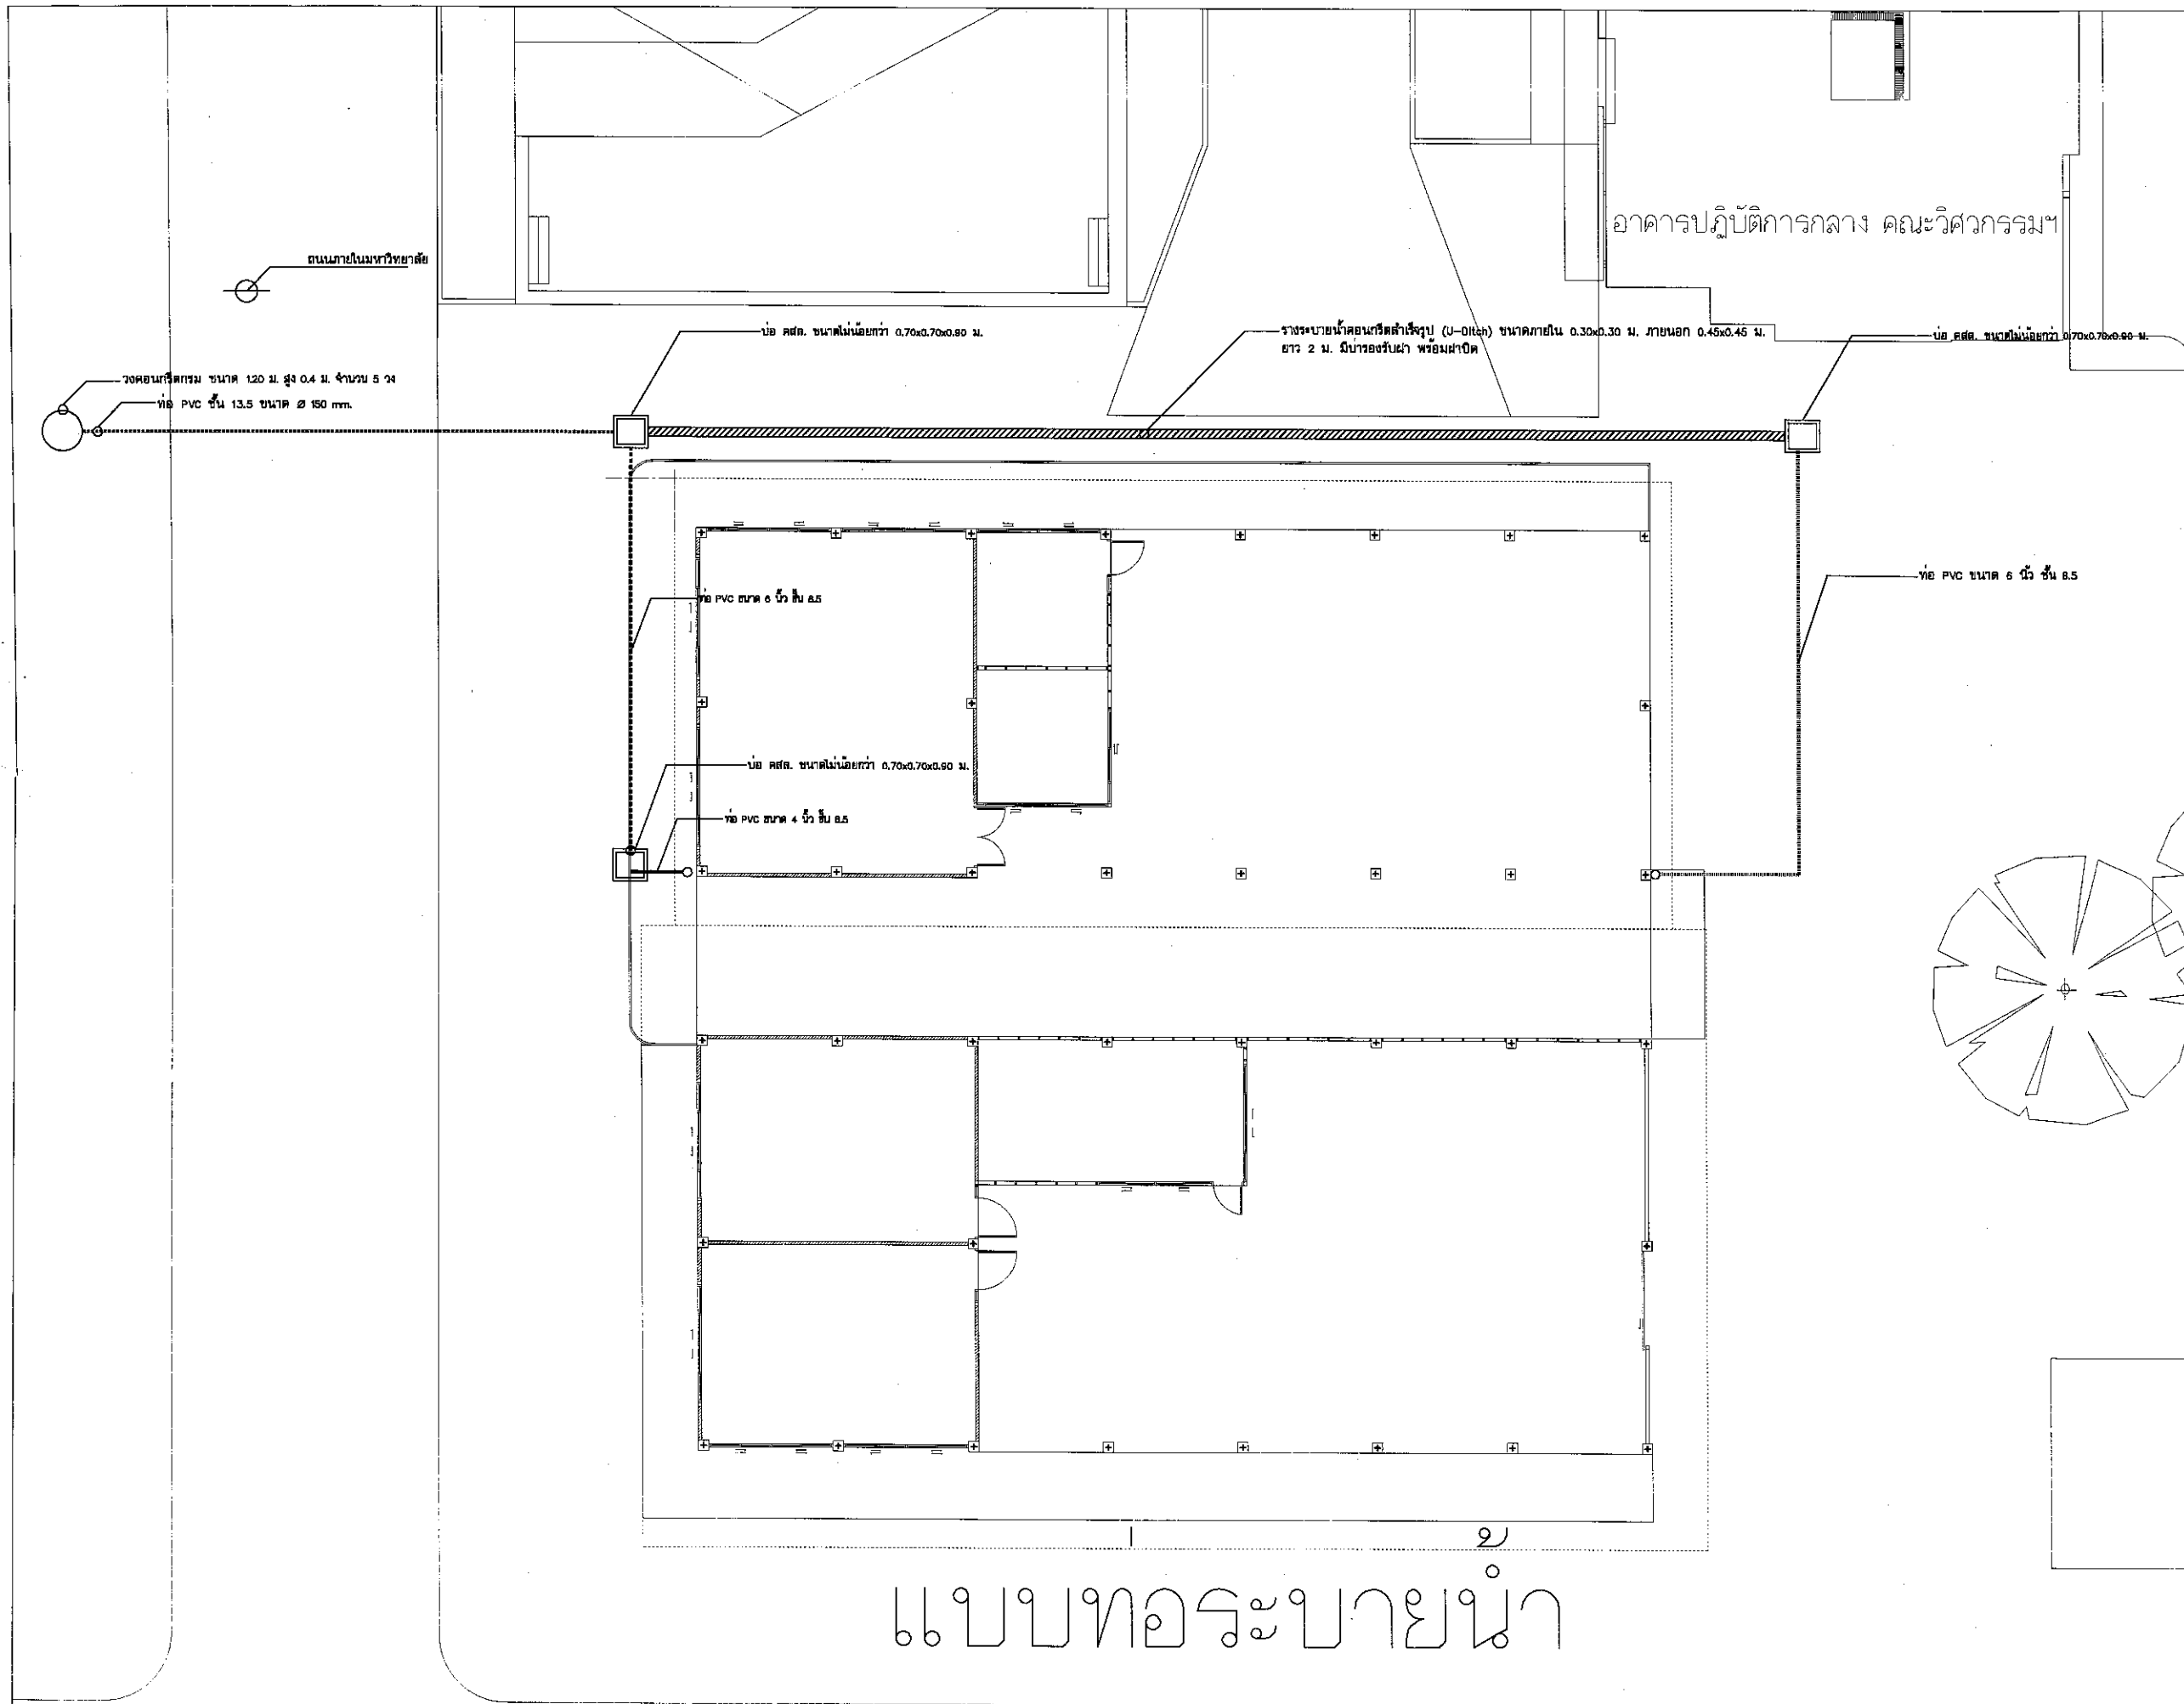 อาคารปฏิบัติการกลาง คณะวิศวกรรมฯ
ถนนภายในมหาวิทยาลัย
บ่อ คสล. ขนาดไม่น้อยกว่า 0.70x0.70x0.90 ม.
รางระบายน้ำคอนกรีตสำเร็จรูป (U-Ditch) ขนาดภายใน 0.30x0.30 ม. ภายนอก 0.45x0.45 ม.
ยาว 2 ม. มีบ่ารองรับฝา พร้อมฝาปิด
บ่อ คสล. ขนาดไม่น้อยกว่า 0.70x0.70x0.90 ม.
วงคอนกรีตกรม ขนาด 1.20 ม. สูง 0.4 ม. จำนวน 5 วง
ท่อ PVC ชั้น 13.5 ขนาด Ø 150 mm.
ท่อ PVC ขนาด 6 นิ้ว ชั้น 8.5
ท่อ PVC ขนาด 6 นิ้ว ชั้น 8.5
บ่อ คสล. ขนาดไม่น้อยกว่า 0.70x0.70x0.90 ม.
ท่อ PVC ขนาด 4 นิ้ว ชั้น 8.5
แบบท่อระบายน้ำ